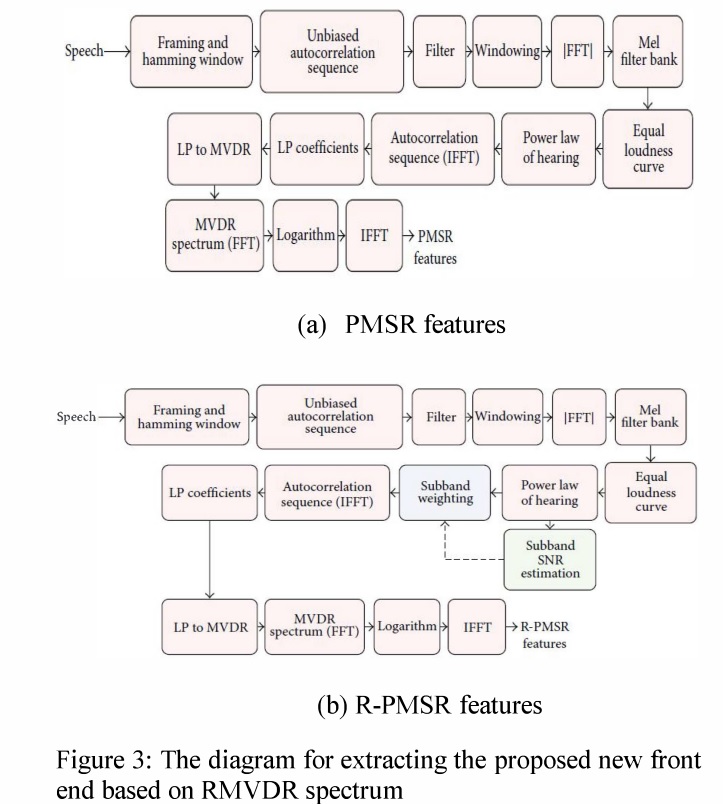 Speech
Framing and
hamming window
Unbiased
autocorrelation
sequence
Filter
Windowing
|FFT|
Mel
filter bank
Equal
loudness
curve
Power law
of hearing
Autocorrelation
sequence (IFFT)
LP coefficients
LP to MVDR
MVDR
spectrum (FFT)
Logarithm
IFFT
PMSR
features
(a) PMSR features
Speech
Framing and
hamming window
Unbiased
autocorrelation
sequence
Filter
Windowing
|FFT|
Mel
filter bank
Equal
loudness
curve
Power law
of hearing
Subband
SNR
estimation
Subband
weighting
Autocorrelation
sequence (IFFT)
LP coefficients
LP to MVDR
MVDR
spectrum (FFT)
Logarithm
IFFT
R-PMSR
features
(b) R-PMSR features
Figure 3: The diagram for extracting the proposed new front
end based on RMVDR spectrum